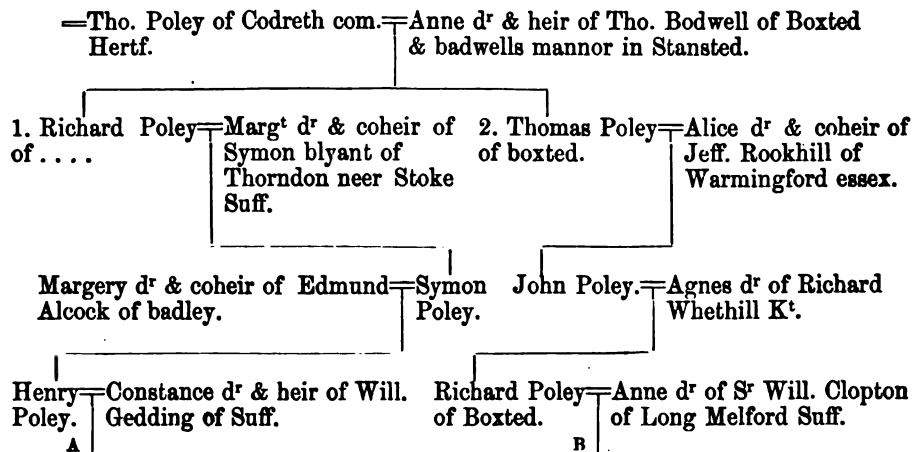 Tho. Poley of Codreth com. Hertf.
Anne dʳ & heir of Tho. Bodwell of Boxted
& badwells mannor in Stansted.
1. Richard Poley
of ....
Margᵗ dʳ & coheir of
Symon blyant of
Thorndon neer Stoke
Suff.
2. Thomas Poley
of boxted.
Alice dʳ & coheir of
Jeff. Rookhill of
Warmingford essex.
Margery dʳ & coheir of Edmund
Alcock of badley.
Symon
Poley.
John Poley.
Agnes dʳ of Richard
Whethill Kᵗ.
Henry
Poley.
A
Constance dʳ & heir of Will.
Gedding of Suff.
Richard Poley
of Boxted.
B
Anne dʳ of Sʳ Will. Clopton
of Long Melford Suff.